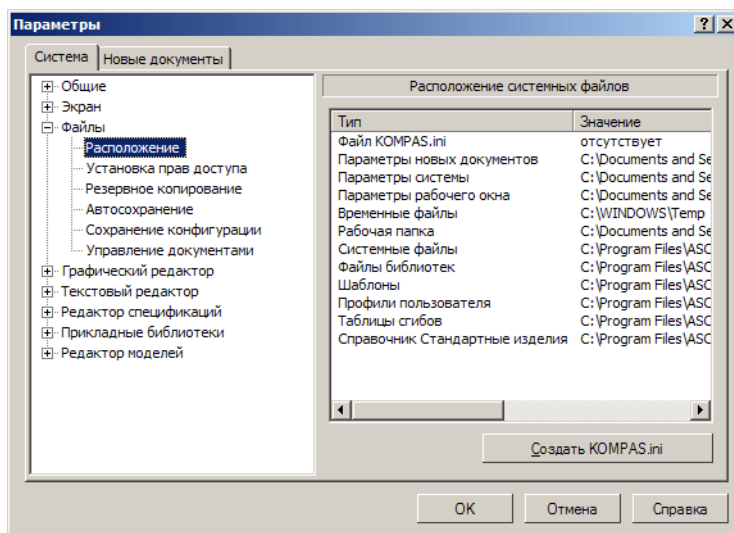 Параметры
Система
Новые документы
Общие
Экран
Файлы
Расположение
Установка прав доступа
Резервное копирование
Автосохранение
Сохранение конфигурации
Управление документами
Графический редактор
Текстовый редактор
Редактор спецификаций
Прикладные библиотеки
Редактор моделей
Расположение системных файлов
Тип Значение
Файл KOMPAS.ini отсутствует
Параметры новых документов C:\Documents and Se
Параметры системы C:\Documents and Se
Параметры рабочего окна C:\Documents and Se
Временные файлы C:\WINDOWS\Temp
Рабочая папка C:\Documents and Se
Системные файлы C:\Program Files\ASC
Файлы библиотек C:\Program Files\ASC
Шаблоны C:\Program Files\ASC
Профили пользователя C:\Program Files\ASC
Таблицы сгибов C:\Program Files\ASC
Справочник Стандартные изделия C:\Program Files\ASC
Создать KOMPAS.ini
OK Отмена Справка